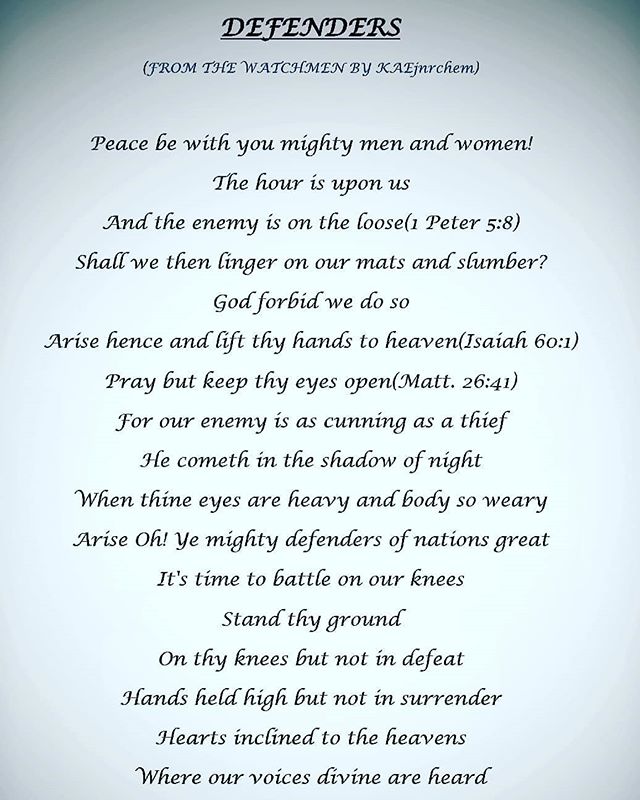 DEFENDERS
(FROM THE WATCHMEN BY KAEjnrchem)
Peace be with you mighty men and women!
The hour is upon us
And the enemy is on the loose(1 Peter 5:8)
Shall we then linger on our mats and slumber?
God forbid we do so
Arise hence and lift thy hands to heaven(Isaiah 60:1)
Pray but keep thy eyes open(Matt. 26:41)
For our enemy is as cunning as a thief
He cometh in the shadow of night
When thine eyes are heavy and body so weary
Arise Oh! Ye mighty defenders of nations great
It's time to battle on our knees
Stand thy ground
On thy knees but not in defeat
Hands held high but not in surrender
Hearts inclined to the heavens
Where our voices divine are heard